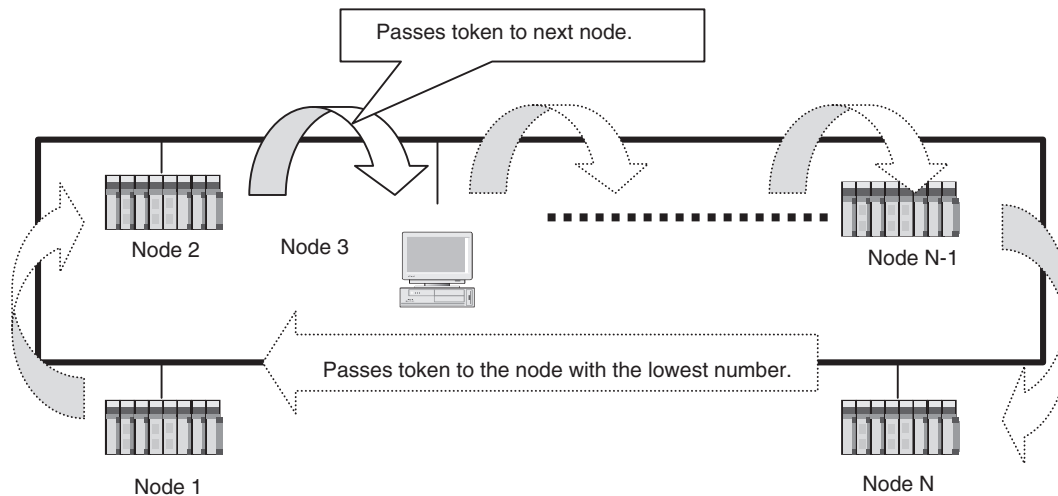 Passes token to next node.
Node 2
Node 3
Node N-1
Passes token to the node with the lowest number.
Node 1
Node N